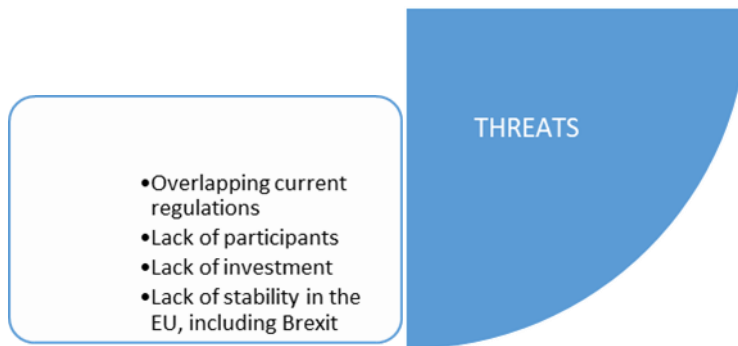 THREATS
•Overlapping current
regulations
•Lack of participants
•Lack of investment
•Lack of stability in the
EU, including Brexit